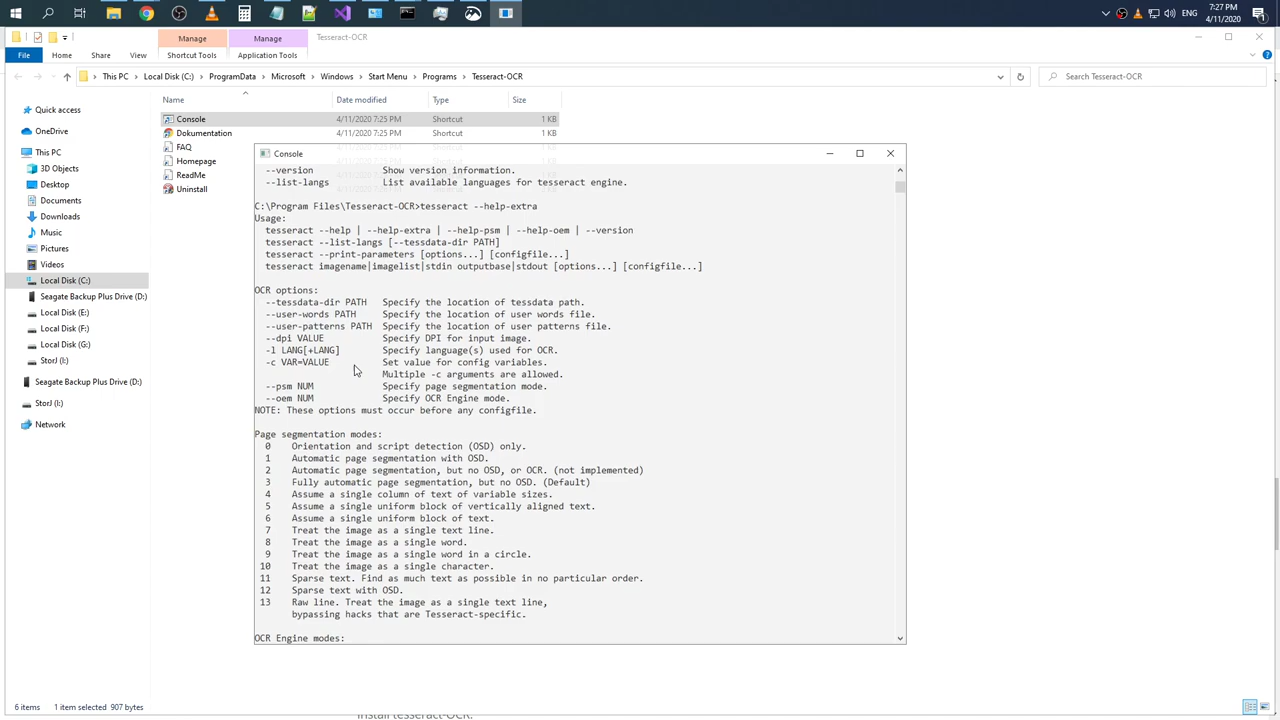 7:27 PM
ENG
4/11/2020
Manage
Manage
Tesseract-OCR
File
Home
Share
View
Shortcut Tools
Application Tools
This PC
Local Disk (C:)
ProgramData
Microsoft
Windows
Start Menu
Programs
Tesseract-OCR
Search Tesseract-OCR
Name
Date modified
Type
Size
Console
4/11/2020 7:25 PM
Shortcut
1 KB
Dokumentation
4/11/2020 7:25 PM
Shortcut
1 KB
FAQ
Homepage
ReadMe
Uninstall
Quick access
OneDrive
This PC
3D Objects
Desktop
Documents
Downloads
Music
Pictures
Videos
Local Disk (C:)
Seagate Backup Plus Drive (D:)
Local Disk (E:)
Local Disk (F:)
Local Disk (G:)
StorJ (I:)
Seagate Backup Plus Drive (D:)
StorJ (I:)
Network
Console
--version Show version information.
--list-langs List available languages for tesseract engine.
C:\Program Files\Tesseract-OCR>tesseract --help-extra
Usage:
tesseract --help | --help-extra | --help-psm | --help-oem | --version
tesseract --list-langs [--tessdata-dir PATH]
tesseract --print-parameters [options...] [configfile...]
tesseract imagename|imagelist|stdin outputbase|stdout [options...] [configfile...]
OCR options:
--tessdata-dir PATH Specify the location of tessdata path.
--user-words PATH Specify the location of user words file.
--user-patterns PATH Specify the location of user patterns file.
--dpi VALUE Specify DPI for input image.
-l LANG[+LANG] Specify language(s) used for OCR.
-c VAR=VALUE Set value for config variables.
Multiple -c arguments are allowed.
--psm NUM Specify page segmentation mode.
--oem NUM Specify OCR Engine mode.
NOTE: These options must occur before any configfile.
Page segmentation modes:
0 Orientation and script detection (OSD) only.
1 Automatic page segmentation with OSD.
2 Automatic page segmentation, but no OSD, or OCR. (not implemented)
3 Fully automatic page segmentation, but no OSD. (Default)
4 Assume a single column of text of variable sizes.
5 Assume a single uniform block of vertically aligned text.
6 Assume a single uniform block of text.
7 Treat the image as a single text line.
8 Treat the image as a single word.
9 Treat the image as a single word in a circle.
10 Treat the image as a single character.
11 Sparse text. Find as much text as possible in no particular order.
12 Sparse text with OSD.
13 Raw line. Treat the image as a single text line,
bypassing hacks that are Tesseract-specific.
OCR Engine modes:
6 items
1 item selected 907 bytes
install tesseract-OCR.